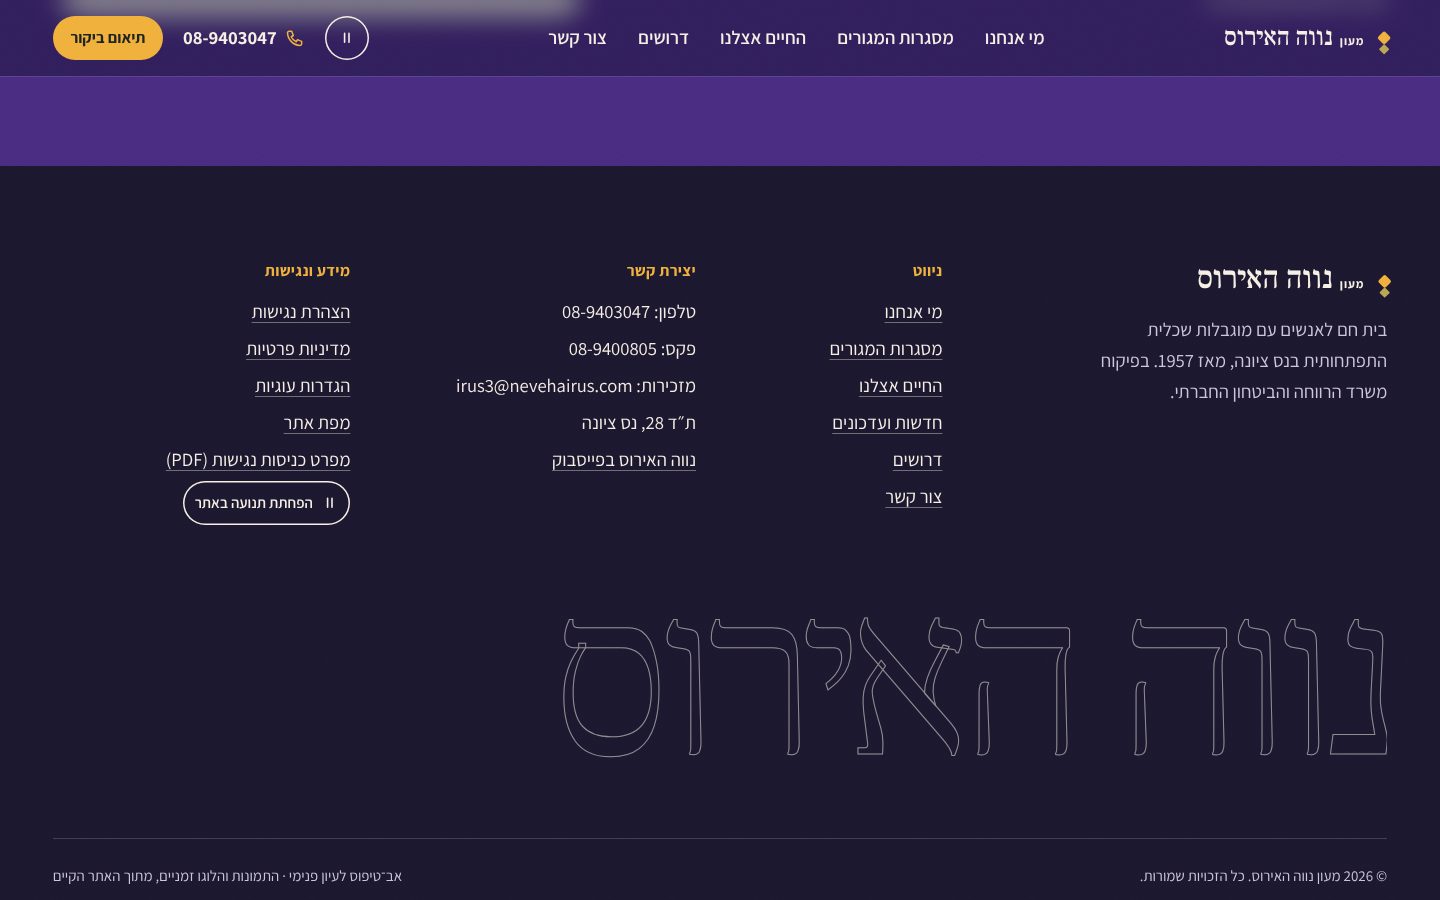 מעון נווה האירוס
מי אנחנו
מסגרות המגורים
החיים אצלנו
דרושים
צור קשר
08-9403047
תיאום ביקור
מעון נווה האירוס
בית חם לאנשים עם מוגבלות שכלית
התפתחותית בנס ציונה, מאז 1957. בפיקוח
משרד הרווחה והביטחון החברתי.
ניווט
מי אנחנו
מסגרות המגורים
החיים אצלנו
חדשות ועדכונים
דרושים
צור קשר
יצירת קשר
טלפון: 08-9403047
פקס: 08-9400805
מזכירות: irus3@nevehairus.com
ת״ד 28, נס ציונה
נווה האירוס בפייסבוק
מידע ונגישות
הצהרת נגישות
מדיניות פרטיות
הגדרות עוגיות
מפת אתר
מפרט כניסות נגישות (PDF)
הפחתת תנועה באתר
נווה האירוס
© 2026 מעון נווה האירוס. כל הזכויות שמורות.
אב־טיפוס לעיון פנימי · התמונות והלוגו זמניים, מתוך האתר הקיים